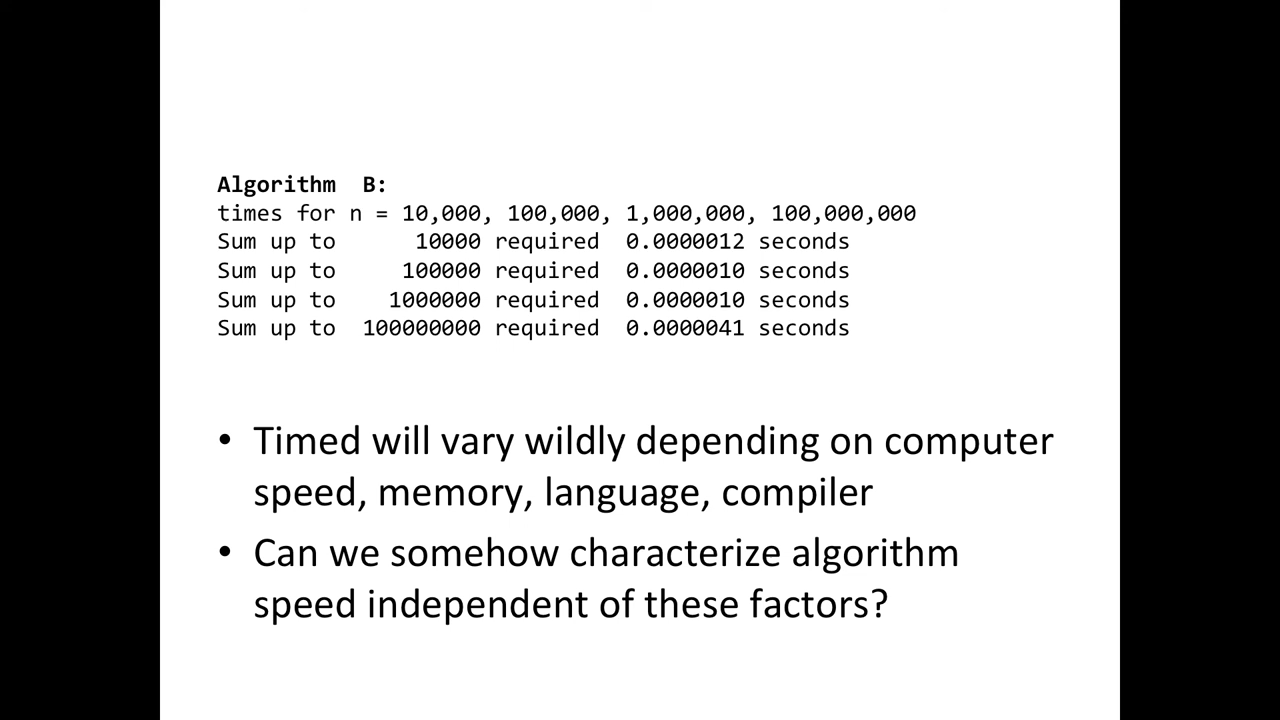 Algorithm  B:
times for n = 10,000, 100,000, 1,000,000, 100,000,000
Sum up to      10000 required  0.0000012 seconds
Sum up to     100000 required  0.0000010 seconds
Sum up to    1000000 required  0.0000010 seconds
Sum up to  100000000 required  0.0000041 seconds
• Timed will vary wildly depending on computer
speed, memory, language, compiler
• Can we somehow characterize algorithm
speed independent of these factors?